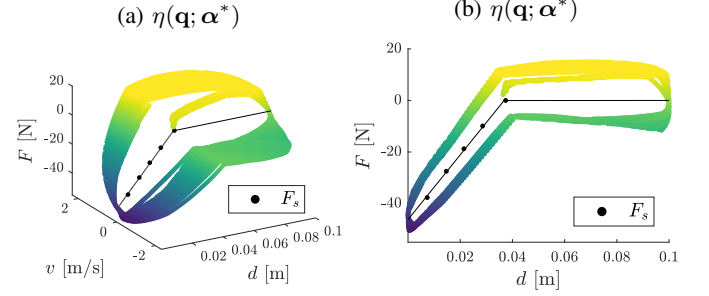 (a) η(q; α*)
20
0
-20
-40
F [N]
2
0
-2
v [m/s]
0.02
0.04
0.06
0.08
0.1
d [m]
F_s
(b) η(q; α*)
20
0
-20
-40
F [N]
0.02
0.04
0.06
0.08
0.1
d [m]
F_s